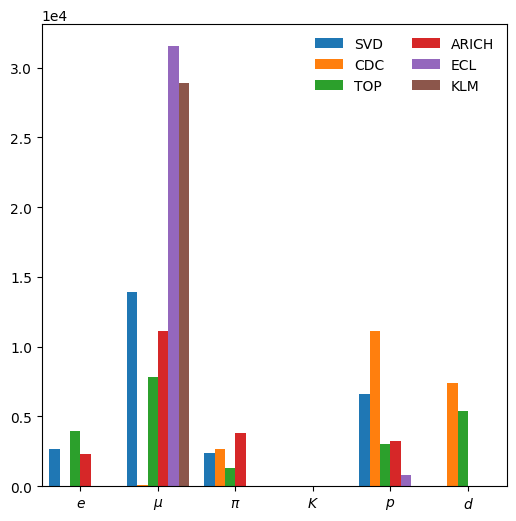 1e4
SVD
CDC
TOP
ARICH
ECL
KLM
3.0
2.5
2.0
1.5
1.0
0.5
0.0
e μ π K p d